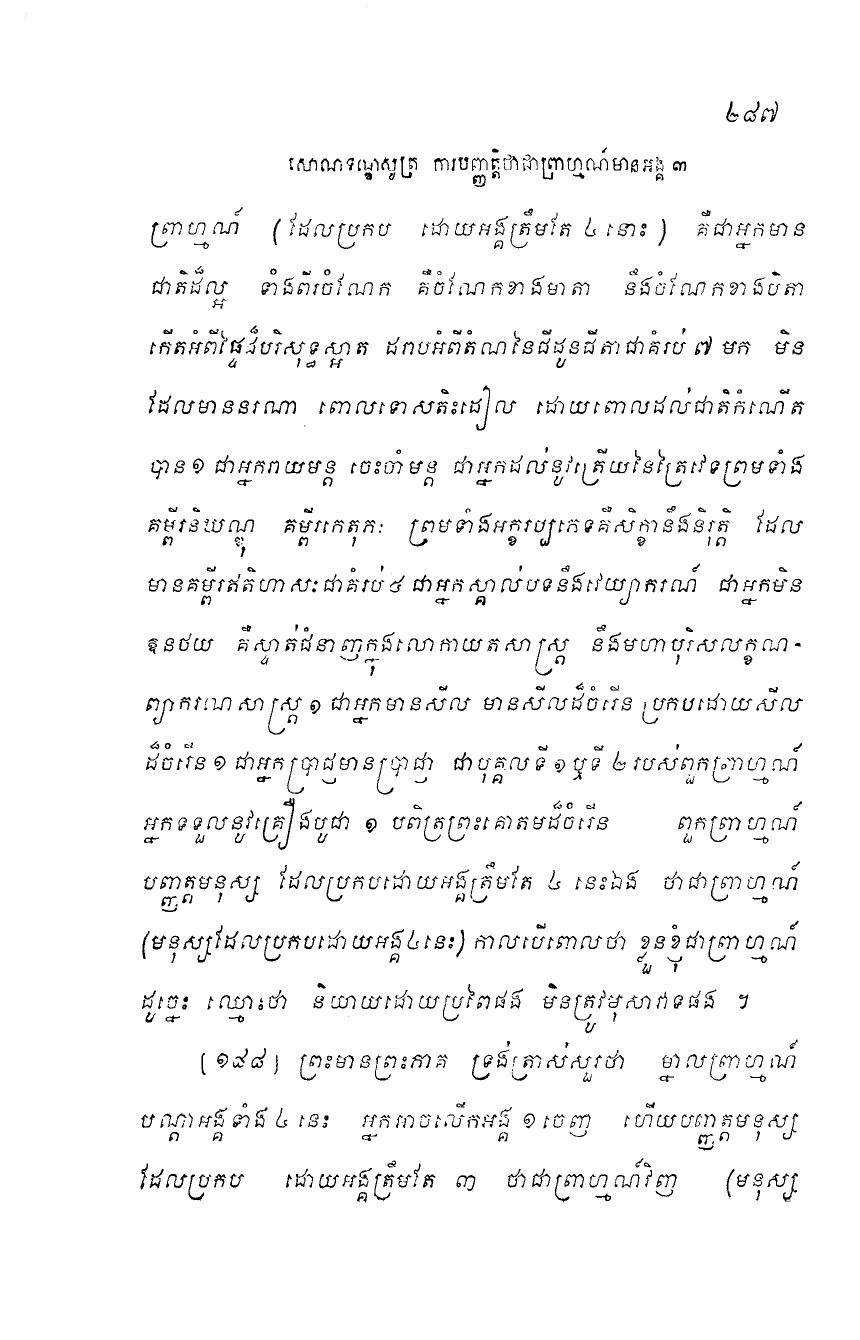 ២៨៧
សោណទណ្ឌសូត្រ ការបញ្ញត្តិថាជាព្រាហ្មណ៍មានអង្គ ៣
ព្រាហ្មណ៍ (ដែលប្រកប ដោយអង្គត្រឹមតែ ៤ នោះ) គឺជាអ្នកមាន
ជាតិដ៏ល្អ ទាំងពីរចំណែក គឺចំណែកខាងមាតា នឹងចំណែកខាងបិតា
កើតអំពីផ្ទៃដ៏បរិសុទ្ធស្អាត ដរាបអំពីតំណនៃជីដូនជីតាជាគំរប់ ៧ មក មិន
ដែលមាននរណា ពោលទោសតិះដៀល ដោយពោលដល់ជាតិកំណើត
បាន ១ ជាអ្នករាយមន្ត ចេះចាំមន្ត ជាអ្នកដល់នូវត្រើយនៃត្រៃវេទព្រមទាំង
គម្ពីរនិឃណ្ឌុ គម្ពីរកេតុភៈ ព្រមទាំងអក្ខរប្បភេទគឺសិក្ខានឹងនិរុត្តិ ដែល
មានគម្ពីរឥតិហាសៈជាគំរប់ ៤ ជាអ្នកស្គាល់បទនឹងវេយ្យាករណ៍ ជាអ្នកមិន
ឱនថយ គឺស្ទាត់ជំនាញក្នុងលោកាយតសាស្ត្រ នឹងមហាបុរិសលក្ខណ-
ព្យាករណសាស្ត្រ ១ ជាអ្នកមានសីល មានសីលដ៏ចំរើន ប្រកបដោយសីល
ដ៏ចំរើន ១ ជាអ្នកប្រាជ្ញមានប្រាជ្ញា ជាបុគ្គលទី ១ ឬទី ២ របស់ពួកព្រាហ្មណ៍
អ្នកទទួលនូវគ្រឿងបូជា ១ បពិត្រព្រះគោតមដ៏ចំរើន ពួកព្រាហ្មណ៍
បញ្ញត្តមនុស្ស ដែលប្រកបដោយអង្គត្រឹមតែ ៤ នេះឯង ថាជាព្រាហ្មណ៍
(មនុស្សដែលប្រកបដោយអង្គ៤នេះ) កាលបើពោលថា ខ្លួនខ្ញុំជាព្រាហ្មណ៍
ដូច្នេះ ឈ្មោះថា និយាយដោយប្រពៃផង មិនត្រូវមុសាវាទផង ។
[១៨៨] ព្រះមានព្រះភាគ ទ្រង់ត្រាស់សួរថា ម្នាលព្រាហ្មណ៍
បណ្តាអង្គទាំង ៤ នេះ អ្នកអាចលើកអង្គ ១ ចេញ ហើយបញ្ញត្តមនុស្ស
ដែលប្រកប ដោយអង្គត្រឹមតែ ៣ ថាជាព្រាហ្មណ៍វិញ (មនុស្ស